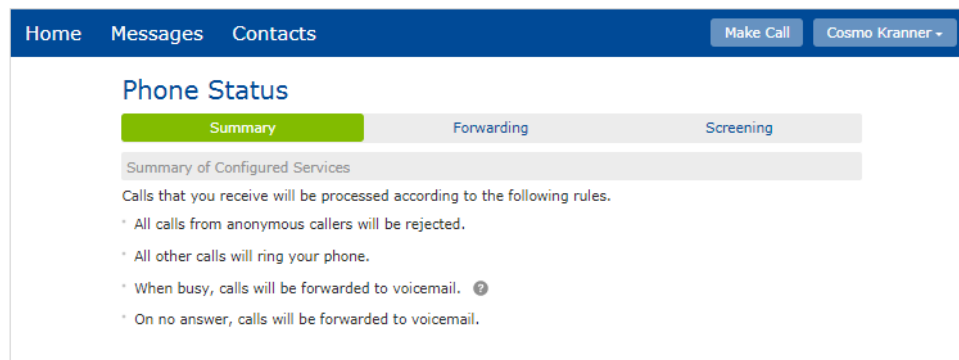 Home Messages Contacts Make Call Cosmo Kranner
Phone Status
Summary Forwarding Screening
Summary of Configured Services
Calls that you receive will be processed according to the following rules.
All calls from anonymous callers will be rejected.
All other calls will ring your phone.
When busy, calls will be forwarded to voicemail. ?
On no answer, calls will be forwarded to voicemail.